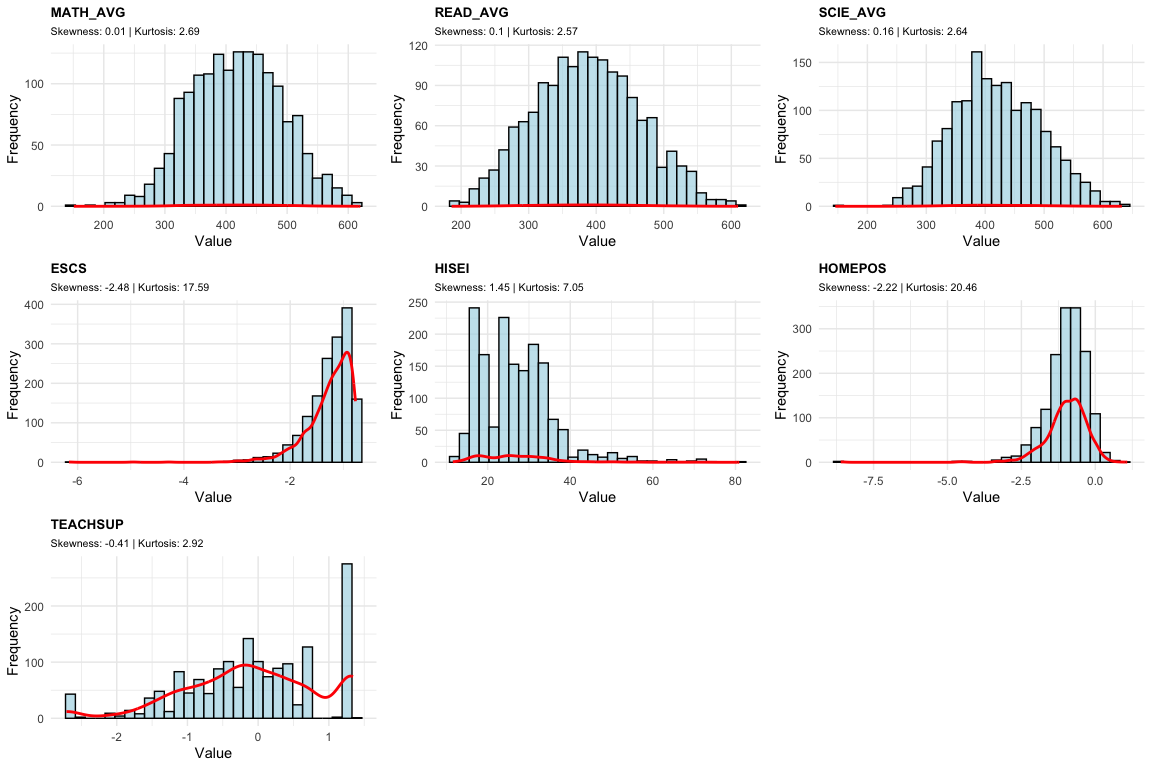 MATH_AVG
Skewness: 0.01 | Kurtosis: 2.69
Frequency
100
50
0
200 300 400 500 600
Value
READ_AVG
Skewness: 0.1 | Kurtosis: 2.57
Frequency
120
90
60
30
0
200 300 400 500 600
Value
SCIE_AVG
Skewness: 0.16 | Kurtosis: 2.64
Frequency
150
100
50
0
200 300 400 500 600
Value
ESCS
Skewness: -2.48 | Kurtosis: 17.59
Frequency
400
300
200
100
0
-6 -4 -2
Value
HISEI
Skewness: 1.45 | Kurtosis: 7.05
Frequency
250
200
150
100
50
0
20 40 60 80
Value
HOMEPOS
Skewness: -2.22 | Kurtosis: 20.46
Frequency
300
200
100
0
-7.5 -5.0 -2.5 0.0
Value
TEACHSUP
Skewness: -0.41 | Kurtosis: 2.92
Frequency
200
100
0
-2 -1 0 1
Value